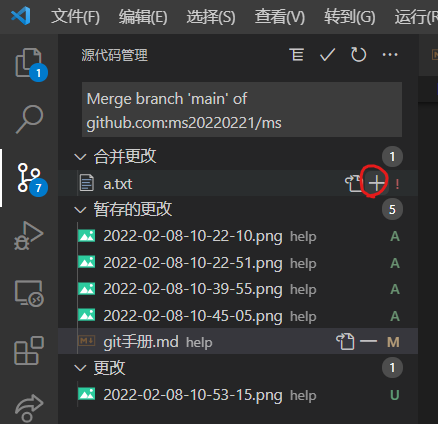 文件(F) 编辑(E) 选择(S) 查看(V) 转到(G) 运行(R
源代码管理
Merge branch 'main' of
github.com:ms20220221/ms
合并更改 1
a.txt !
暂存的更改 5
2022-02-08-10-22-10.png help A
2022-02-08-10-22-51.png help A
2022-02-08-10-39-55.png help A
2022-02-08-10-45-05.png help A
git手册.md help M
更改 1
2022-02-08-10-53-15.png help U
1
7